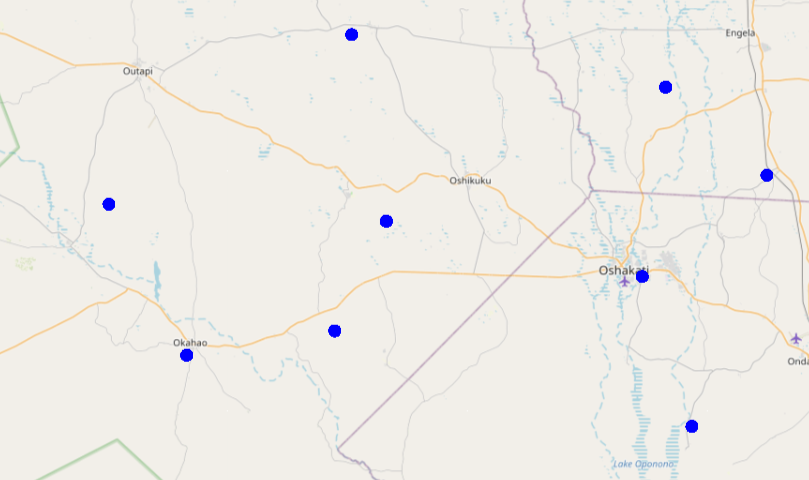 Engela
Outapi
Oshikuku
Oshakati
Okahao
Onda
Lake Oponono